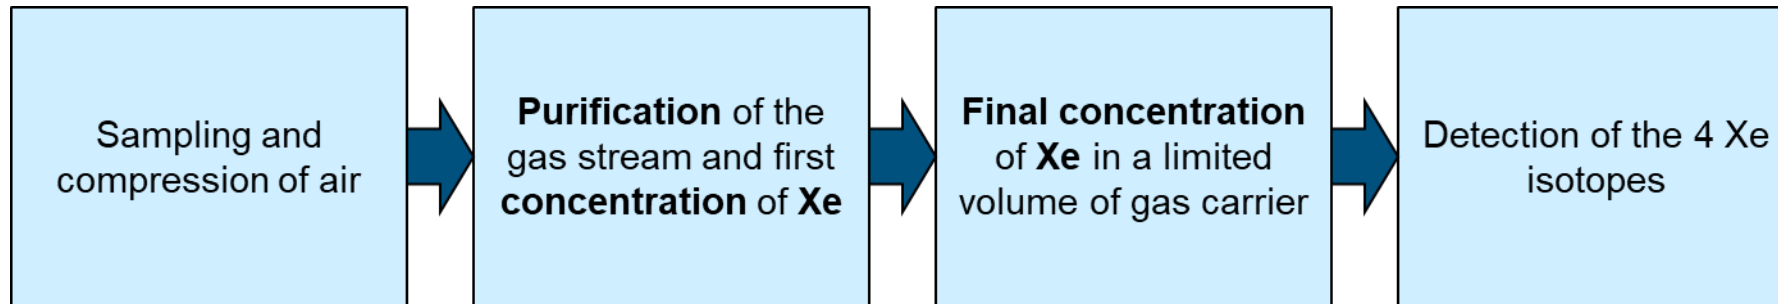 Sampling and
compression of air
Purification of the
gas stream and first
concentration of Xe
Final concentration
of Xe in a limited
volume of gas carrier
Detection of the 4 Xe
isotopes